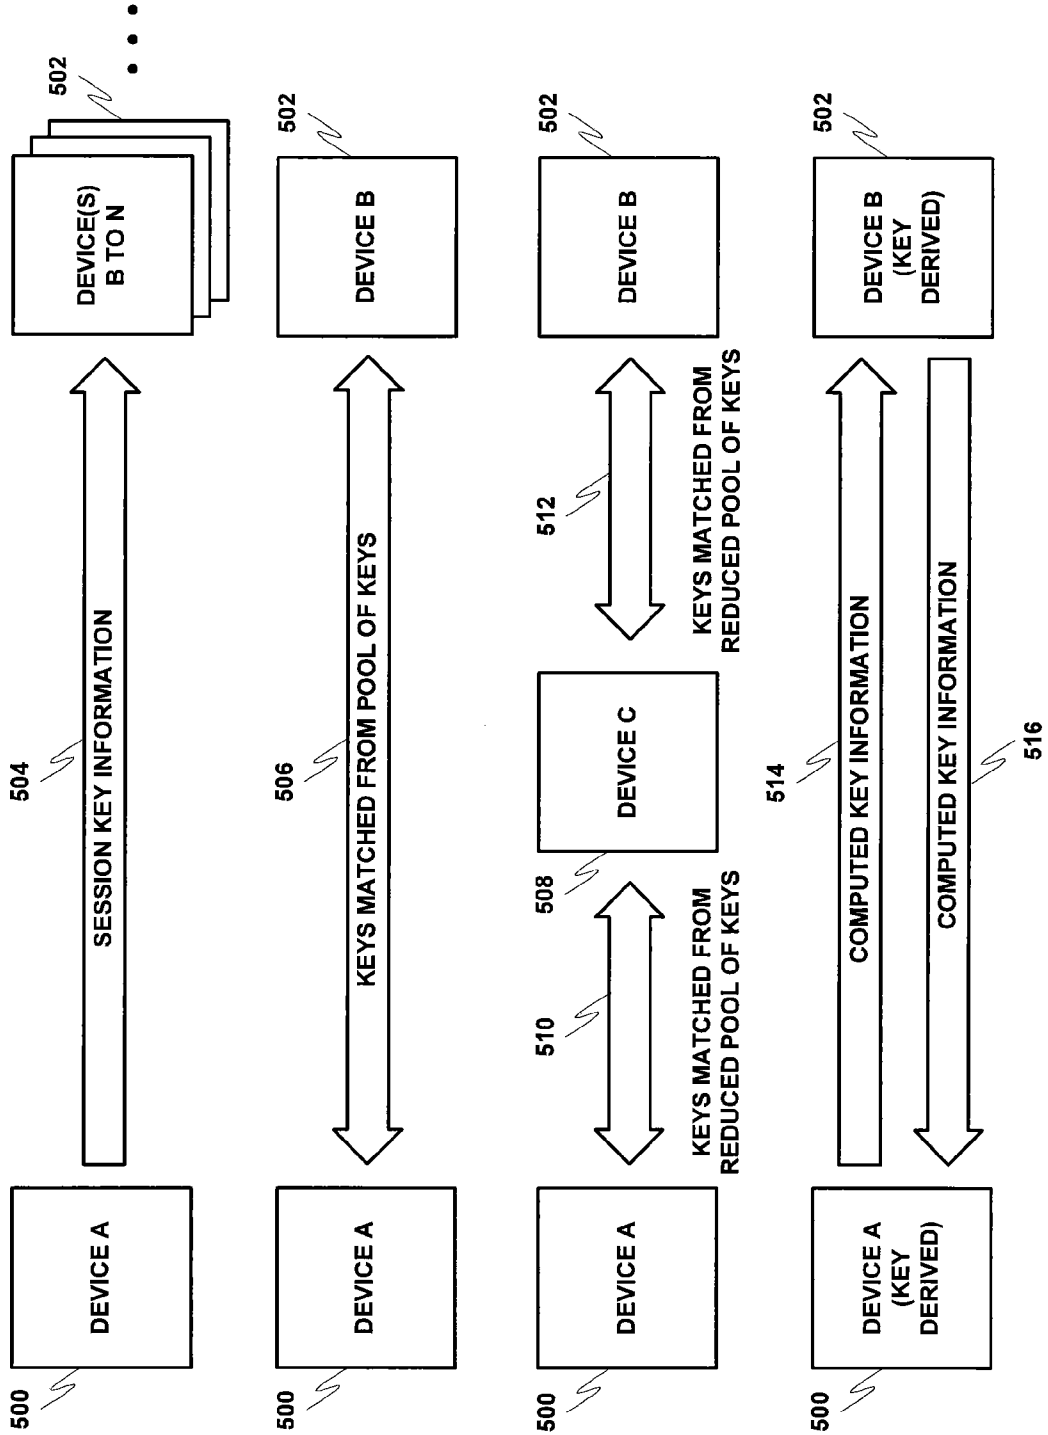 500
DEVICE A
504
SESSION KEY INFORMATION
502
DEVICE(S)
B TO N
500
DEVICE A
506
KEYS MATCHED FROM POOL OF KEYS
502
DEVICE B
500
DEVICE A
510
KEYS MATCHED FROM
REDUCED POOL OF KEYS
508
DEVICE C
512
KEYS MATCHED FROM
REDUCED POOL OF KEYS
502
DEVICE B
500
DEVICE A
(KEY
DERIVED)
514
COMPUTED KEY INFORMATION
COMPUTED KEY INFORMATION
516
502
DEVICE B
(KEY
DERIVED)